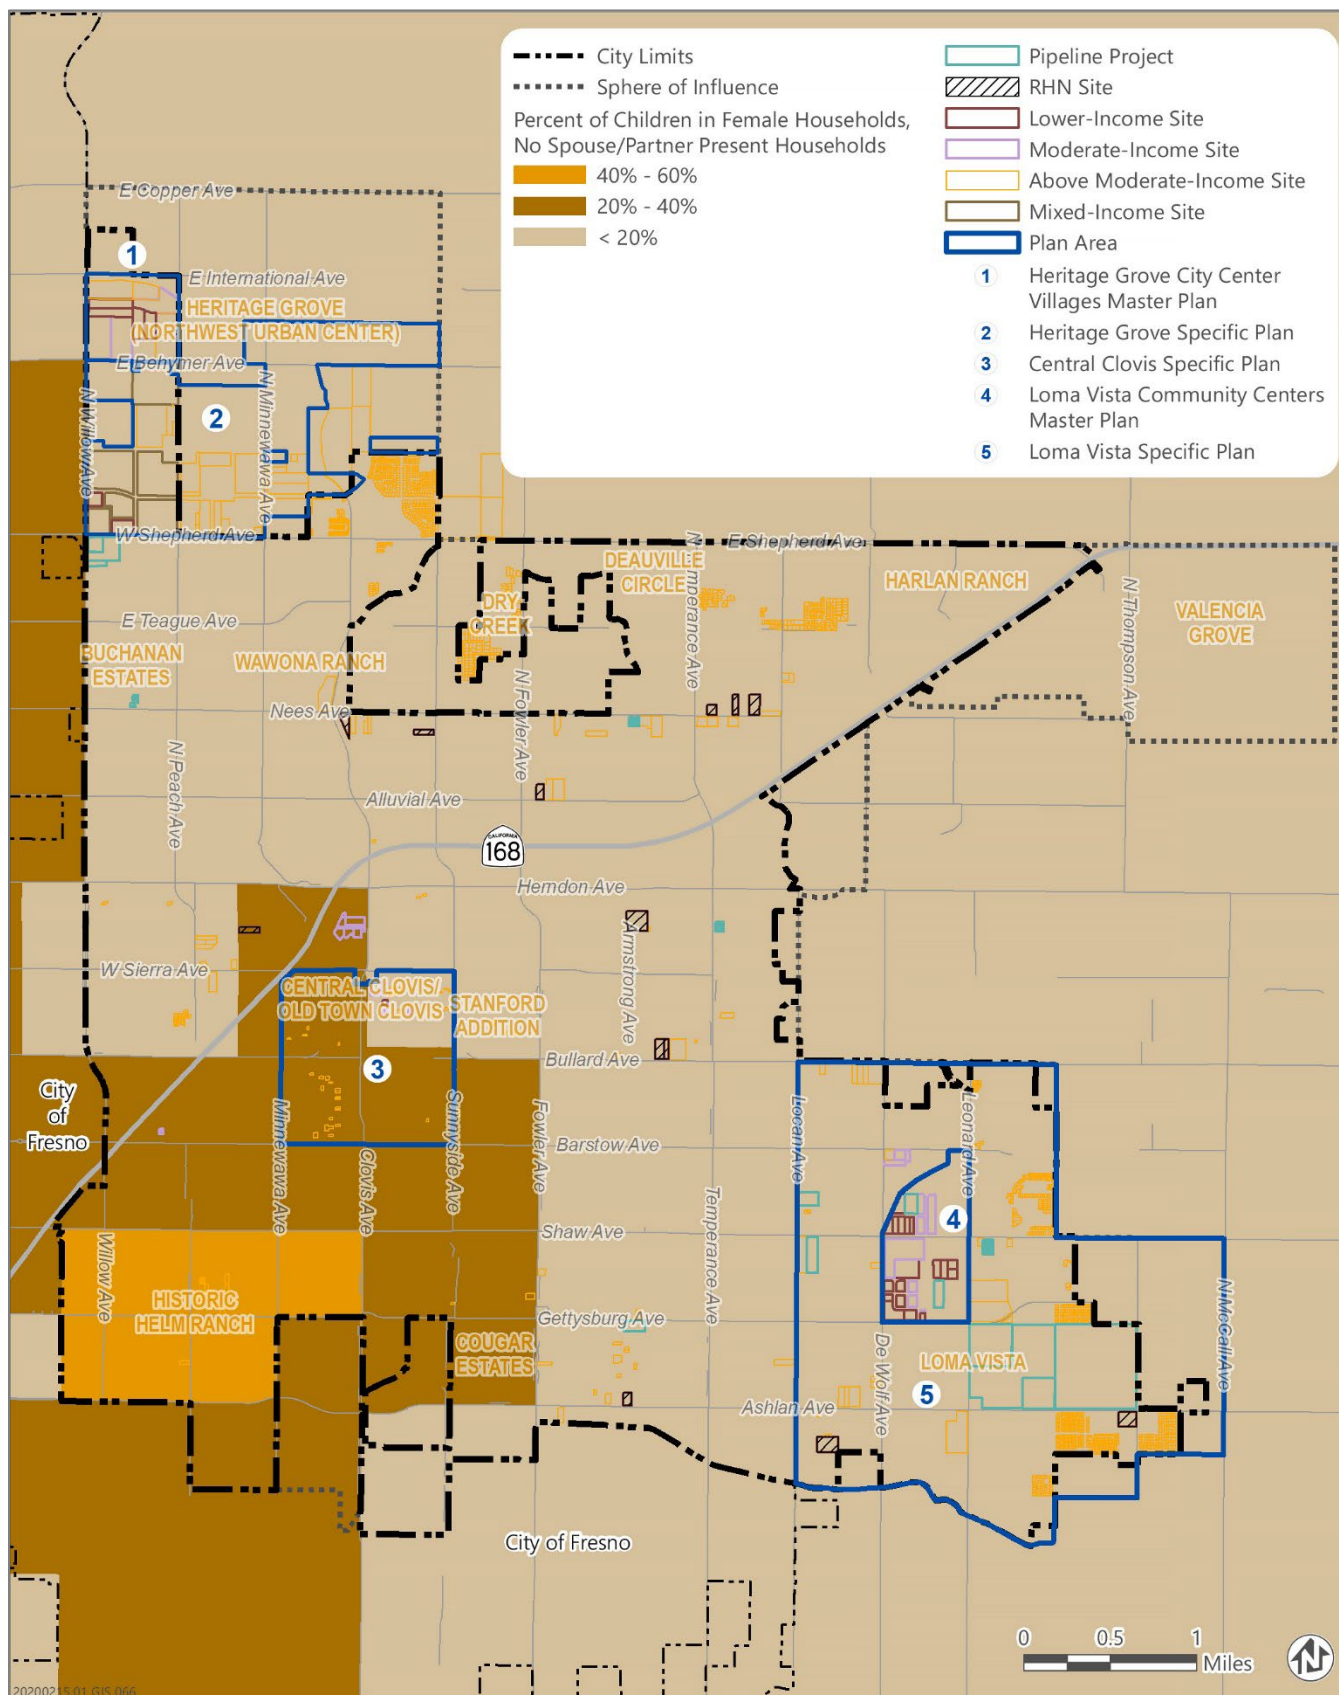 City Limits
Sphere of Influence
Percent of Children in Female Households,
No Spouse/Partner Present Households
40% - 60%
20% - 40%
< 20%
Pipeline Project
RHN Site
Lower-Income Site
Moderate-Income Site
Above Moderate-Income Site
Mixed-Income Site
Plan Area
1 Heritage Grove City Center
Villages Master Plan
2 Heritage Grove Specific Plan
3 Central Clovis Specific Plan
4 Loma Vista Community Centers
Master Plan
5 Loma Vista Specific Plan
E Copper Ave
1
E International Ave
HERITAGE GROVE
(NORTHWEST URBAN CENTER)
E Behymer Ave
N Willow Ave
2
N Minnewawa Ave
W Shepherd Ave
E Shepherd Ave
DEAUVILLE
CIRCLE
N Temperance Ave
HARLAN RANCH
N Thompson Ave
VALENCIA
GROVE
DRY
CREEK
E Teague Ave
BUCHANAN
ESTATES
WAWONA RANCH
N Fowler Ave
Nees Ave
N Peach Ave
Alluvial Ave
CALIFORNIA
168
Herndon Ave
Armstrong Ave
W Sierra Ave
CENTRAL CLOVIS/
OLD TOWN CLOVIS
STANFORD
ADDITION
Bullard Ave
3
City
of
Fresno
Minnewawa Ave
Clovis Ave
Sunnyside Ave
Fowler Ave
Barstow Ave
Locan Ave
Leonard Ave
Temperance Ave
4
Shaw Ave
Willow Ave
HISTORIC
HELM RANCH
Gettysburg Ave
COUGAR
ESTATES
De Wolf Ave
LOMA VISTA
N McCall Ave
5
Ashlan Ave
City of Fresno
0 0.5 1
Miles
N
20200215.01 GIS 066